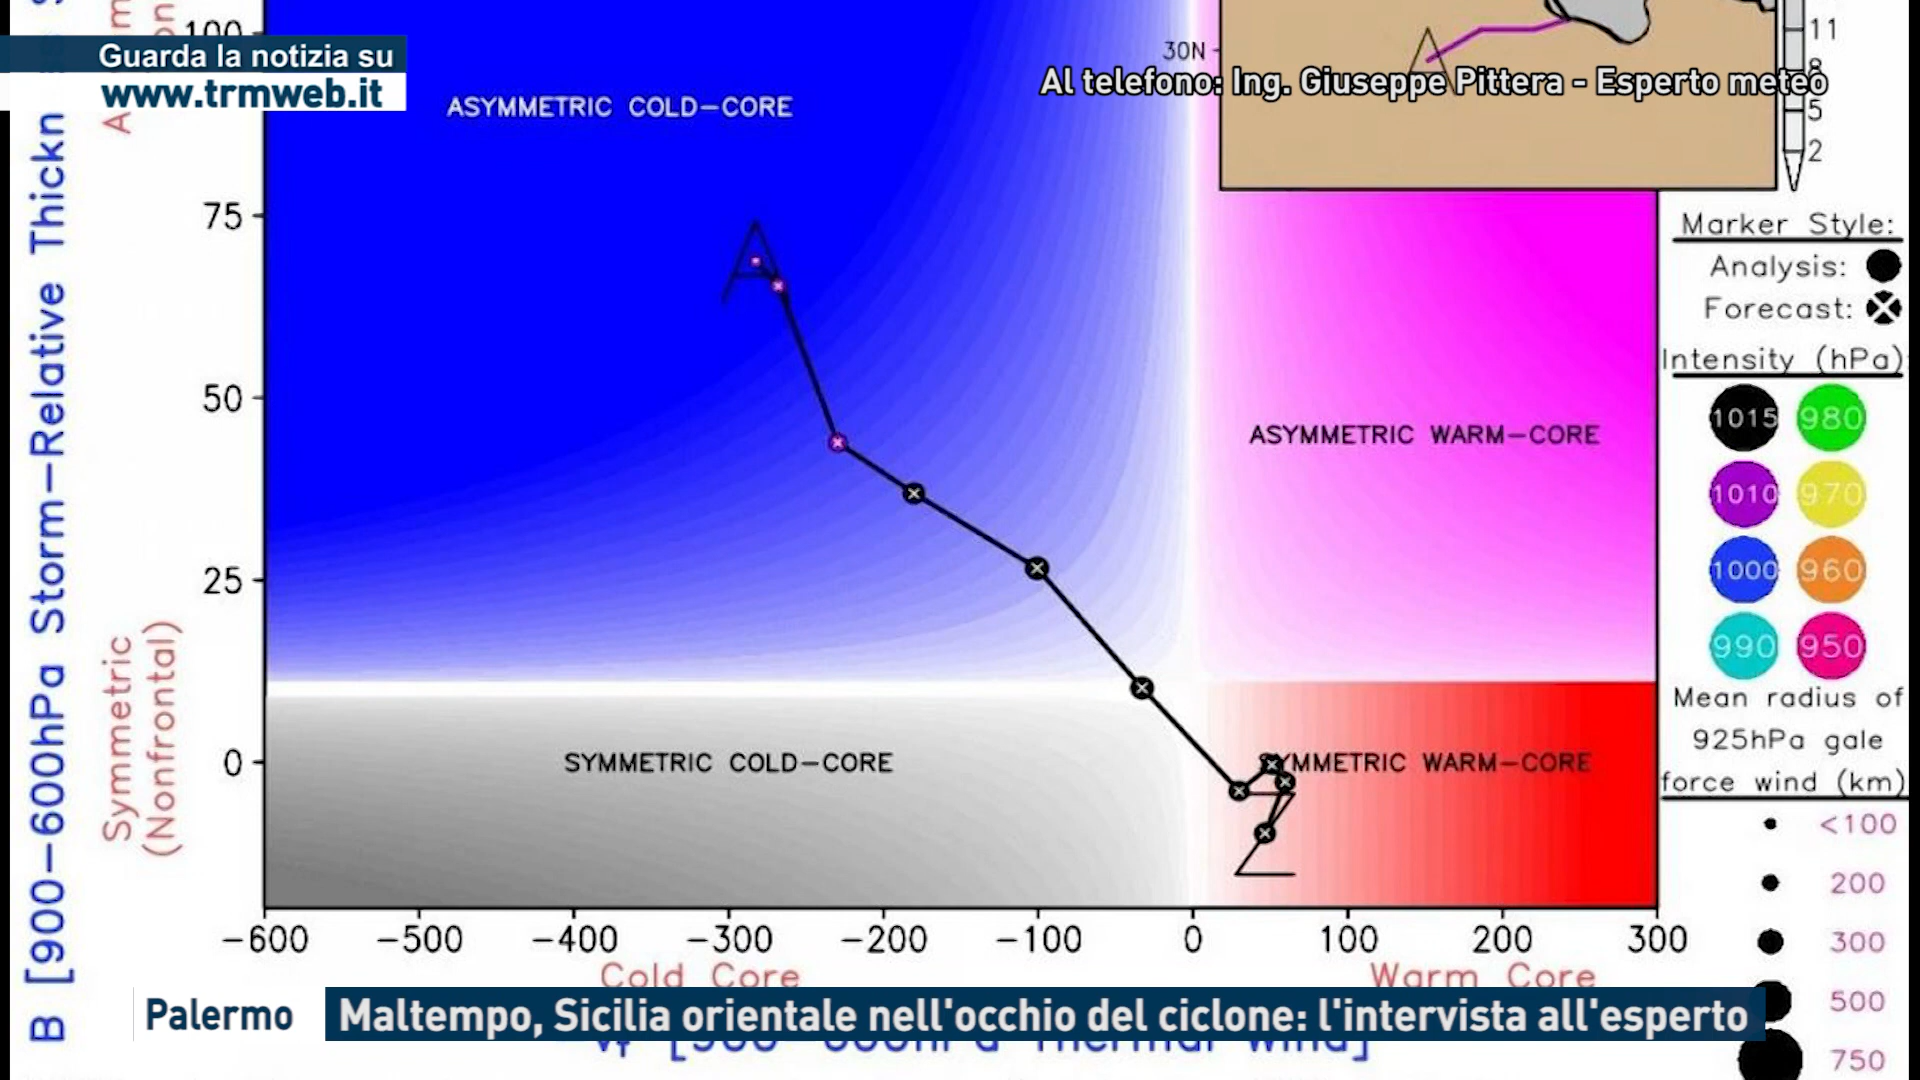 Guarda la notizia su
www.trmweb.it
Al telefono: Ing. Giuseppe Pittera - Esperto meteo
30N
11
8
5
2
100
75
50
25
0
ASYMMETRIC COLD-CORE
ASYMMETRIC WARM-CORE
SYMMETRIC COLD-CORE
SYMMETRIC WARM-CORE
A
A
Z
Symmetric
(Nonfrontal)
B [900-600hPa Storm-Relative Thickn
-600 -500 -400 -300 -200 -100 0 100 200 300
Cold Core
Warm Core
Marker Style:
Analysis:
Forecast:
Intensity (hPa):
1015 980
1010 970
1000 960
990 950
Mean radius of
925hPa gale
force wind (km)
<100
200
300
500
750
Palermo
Maltempo, Sicilia orientale nell'occhio del ciclone: l'intervista all'esperto